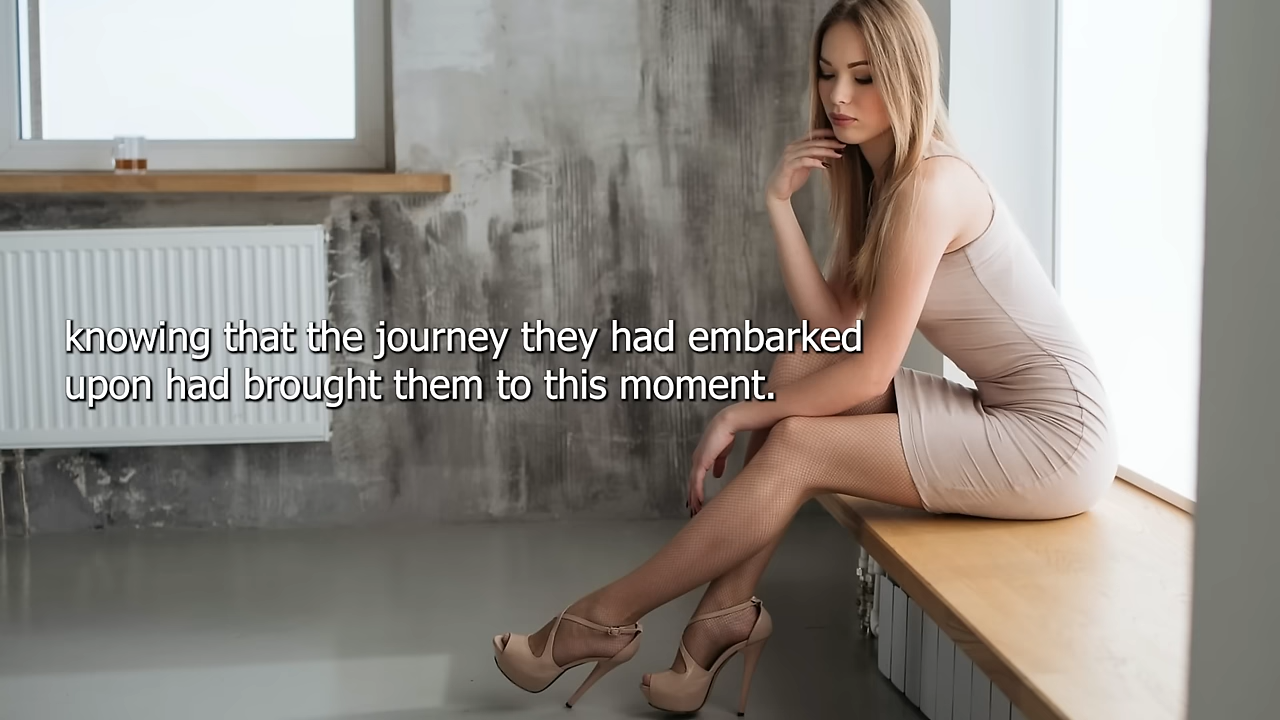 knowing that the journey they had embarked
upon had brought them to this moment.